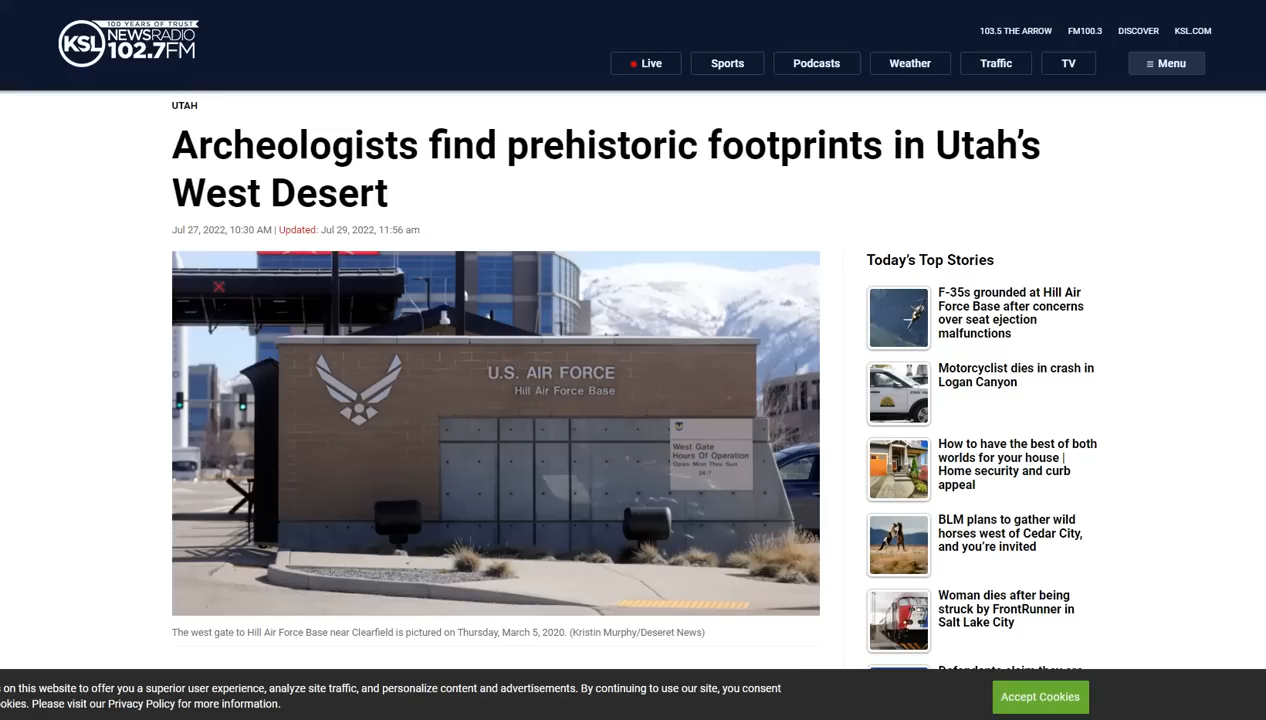 100 YEARS OF TRUST
KSL NEWSRADIO
102.7FM
103.5 THE ARROW FM100.3 DISCOVER KSL.COM
Live Sports Podcasts Weather Traffic TV ≡ Menu
UTAH
Archeologists find prehistoric footprints in Utah's
West Desert
Jul 27, 2022, 10:30 AM | Updated: Jul 29, 2022, 11:56 am
U.S. AIR FORCE
Hill Air Force Base
West Gate
Hours Of Operation
Open Mon Thru Sun
24-7
The west gate to Hill Air Force Base near Clearfield is pictured on Thursday, March 5, 2020. (Kristin Murphy/Deseret News)
Today's Top Stories
F-35s grounded at Hill Air
Force Base after concerns
over seat ejection
malfunctions
Motorcyclist dies in crash in
Logan Canyon
How to have the best of both
worlds for your house |
Home security and curb
appeal
BLM plans to gather wild
horses west of Cedar City,
and you're invited
Woman dies after being
struck by FrontRunner in
Salt Lake City
on this website to offer you a superior user experience, analyze site traffic, and personalize content and advertisements. By continuing to use our site, you consent
okies. Please visit our Privacy Policy for more information.
Accept Cookies